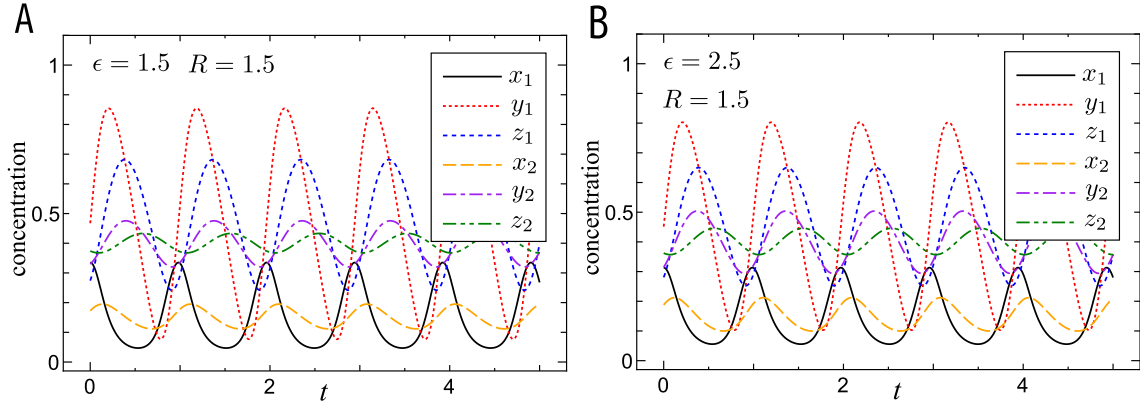 A
ϵ = 1.5 R = 1.5
x₁
y₁
z₁
x₂
y₂
z₂
concentration
1
0.5
0
0
2
4
t
B
ϵ = 2.5
R = 1.5
x₁
y₁
z₁
x₂
y₂
z₂
concentration
1
0.5
0
0
2
4
t